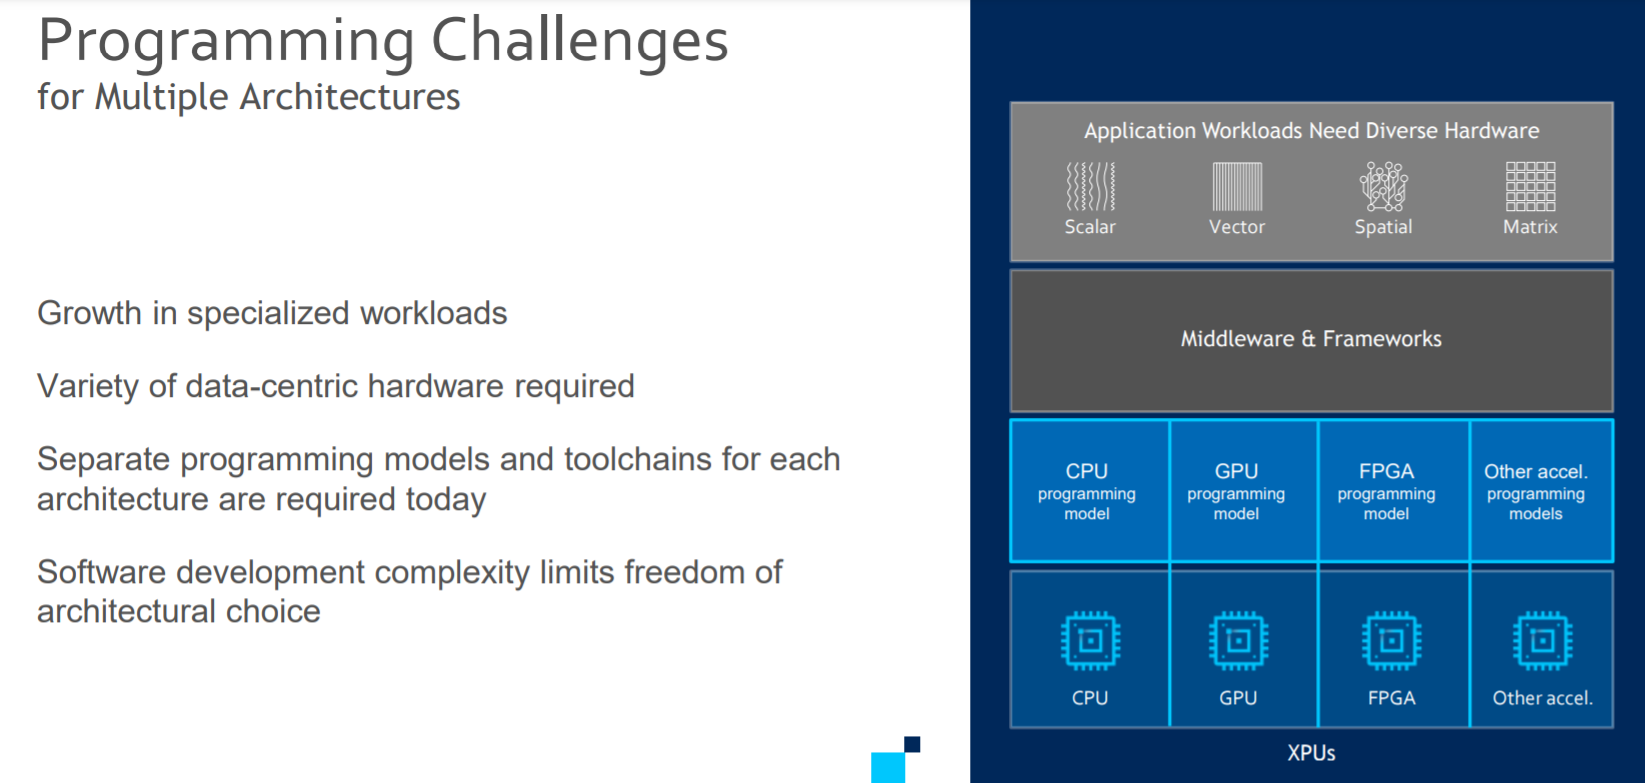 Programming Challenges
for Multiple Architectures
Growth in specialized workloads
Variety of data-centric hardware required
Separate programming models and toolchains for each
architecture are required today
Software development complexity limits freedom of
architectural choice
Application Workloads Need Diverse Hardware
Scalar
Vector
Spatial
Matrix
Middleware & Frameworks
CPU
programming
model
GPU
programming
model
FPGA
programming
model
Other accel.
programming
models
CPU
GPU
FPGA
Other accel.
XPUs